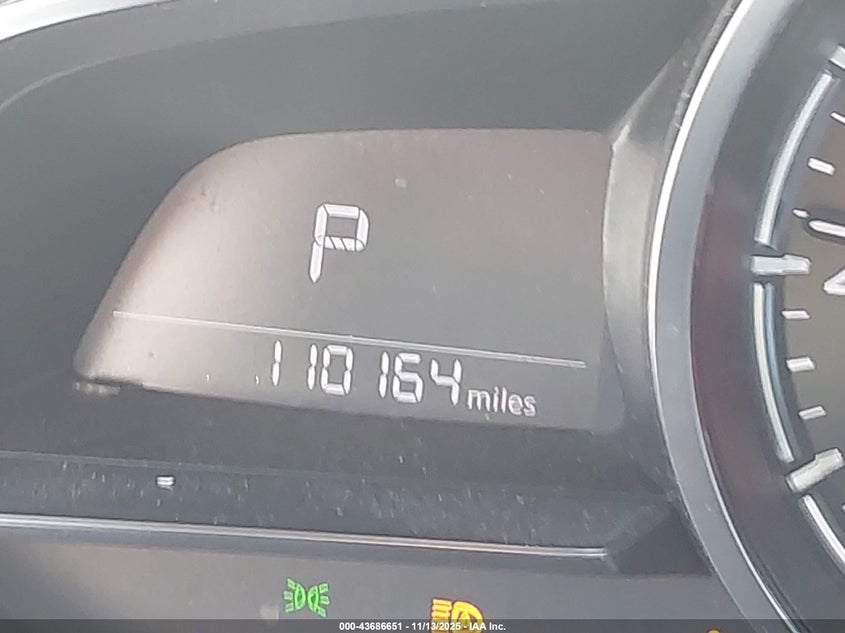 P
110164 miles
000-43686651 - 11/13/2025 - IAA Inc.